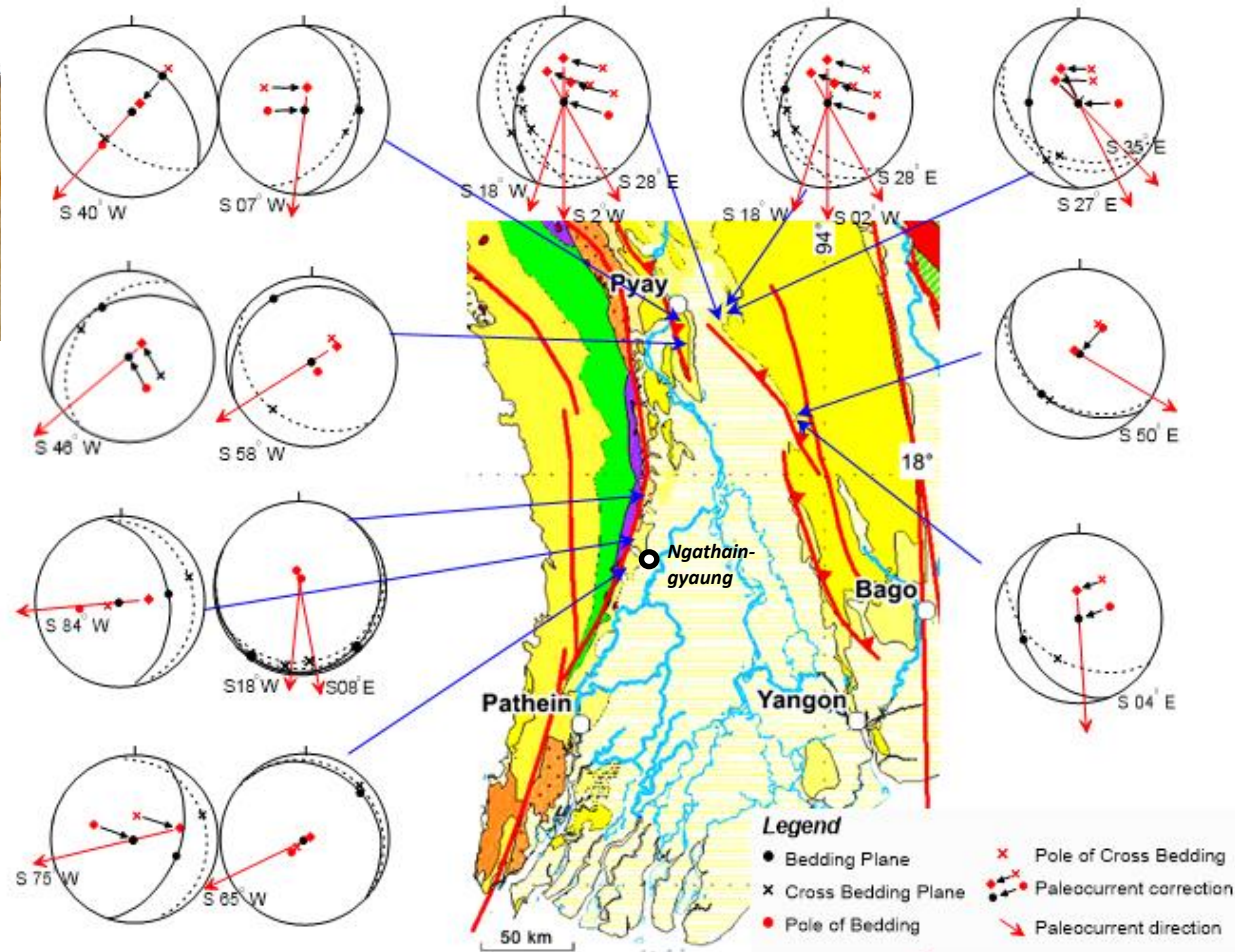 S 40° W
S 07° W
S 18° W
S 2° W
S 28° E
S 18° W
S 02° W
S 28° E
S 35° E
S 27° E
94°
Pyay
S 46° W
S 58° W
S 50° E
18°
Ngathain-
gyaung
Bago
S 84° W
S18°W
S08°E
Pathein
Yangon
S 04° E
S 75° W
S 65° W
50 km
Legend
Bedding Plane
Cross Bedding Plane
Pole of Bedding
Pole of Cross Bedding
Paleocurrent correction
Paleocurrent direction